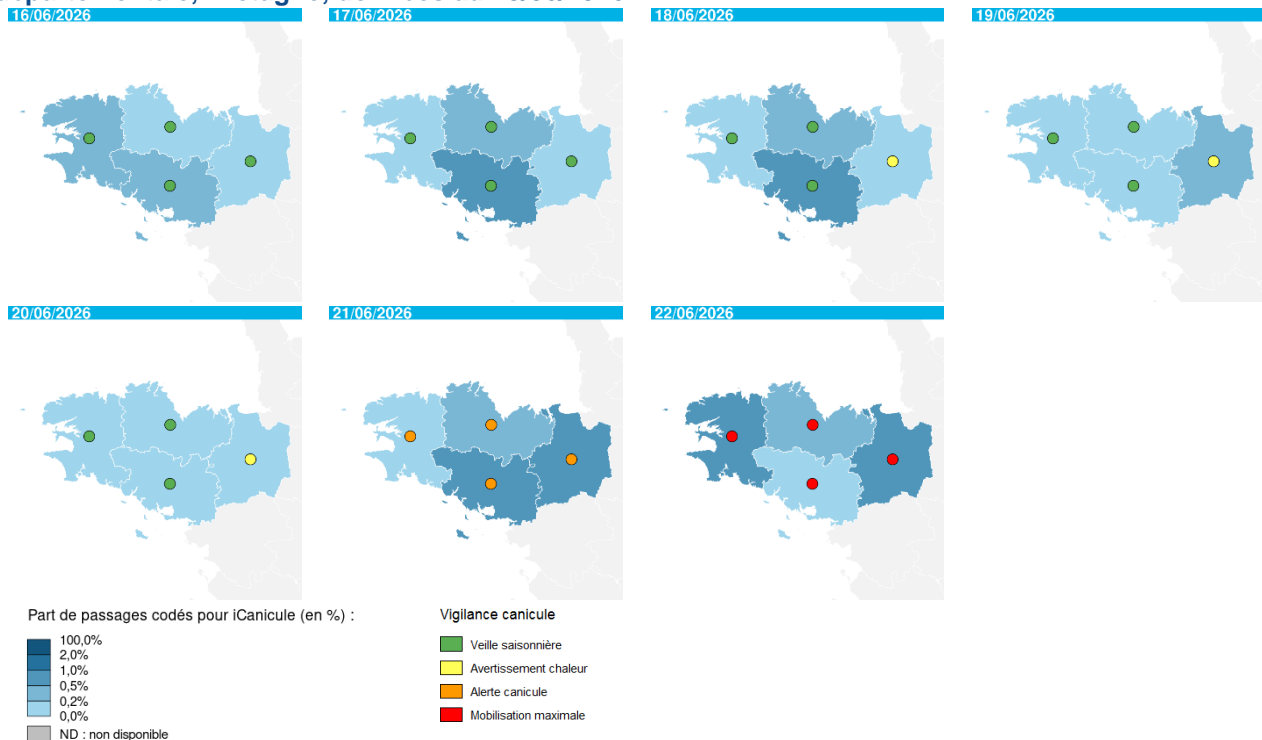 16/06/2026
17/06/2026
18/06/2026
19/06/2026
20/06/2026
21/06/2026
22/06/2026
Part de passages codés pour iCanicule (en %) :
100,0%
2,0%
1,0%
0,5%
0,2%
0,0%
ND : non disponible
Vigilance canicule
Veille saisonnière
Avertissement chaleur
Alerte canicule
Mobilisation maximale